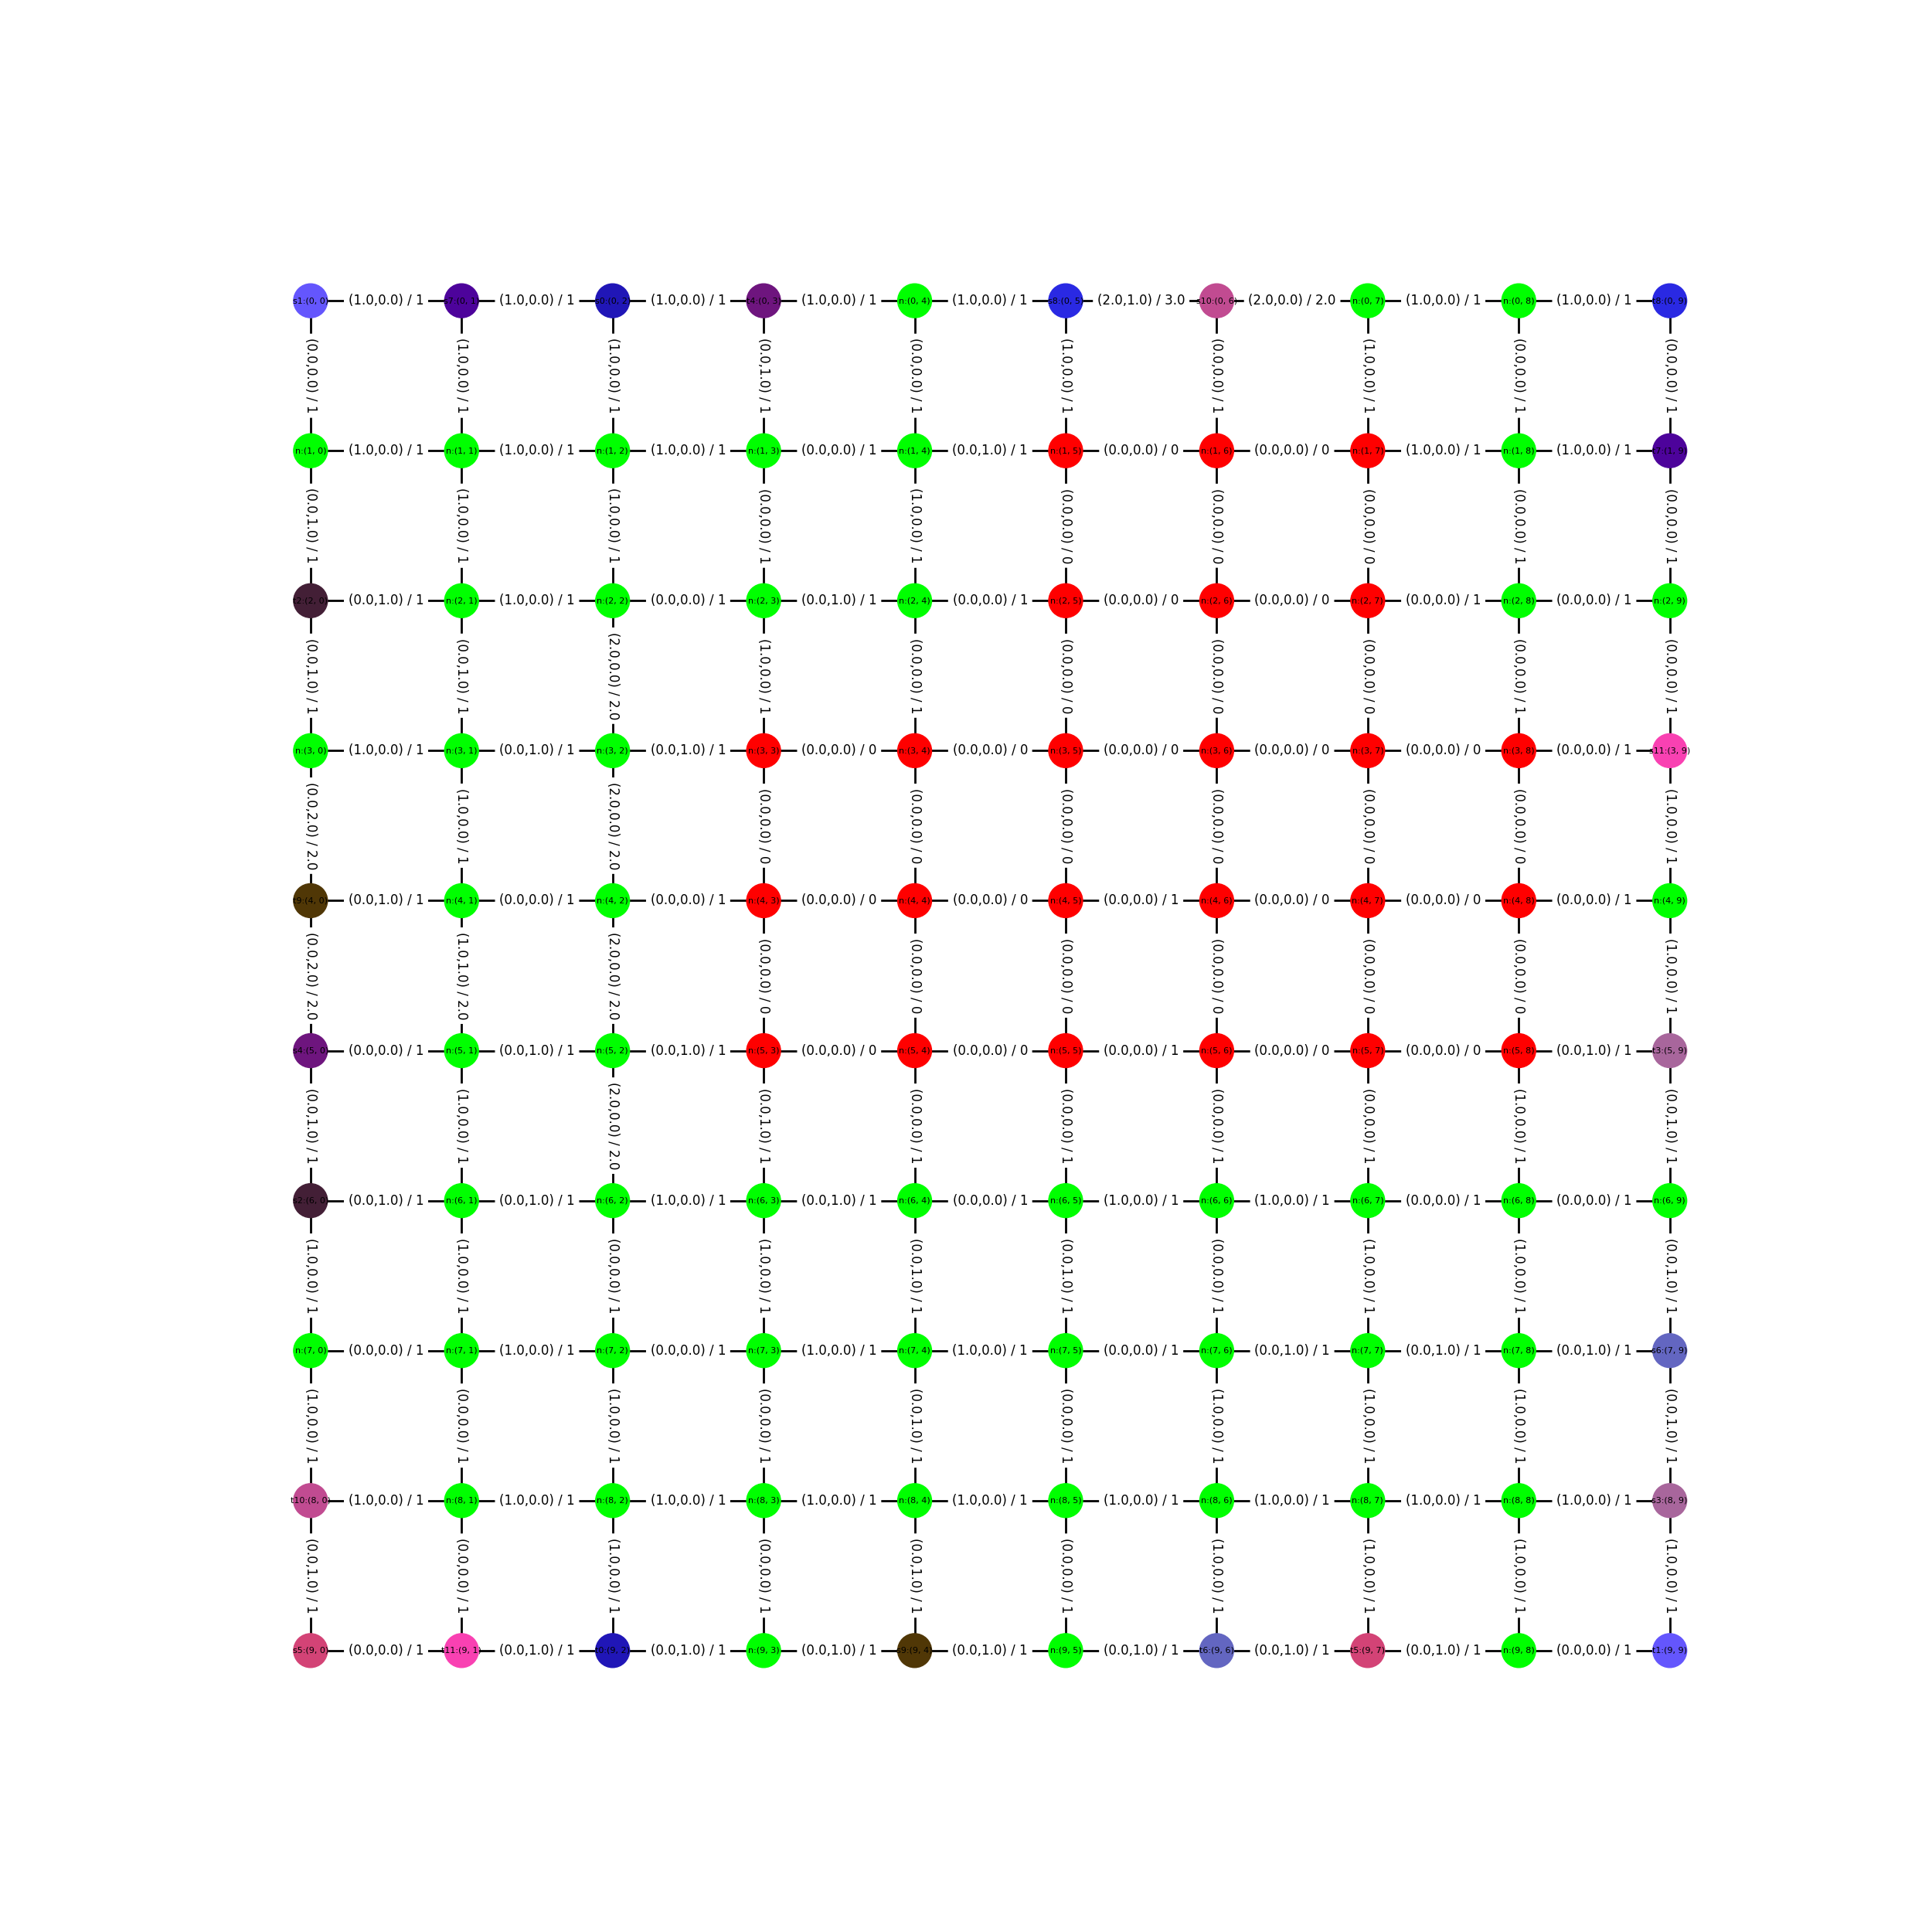 s1:(0, 0) (1.0,0.0) / 1 7:(0, 1) (1.0,0.0) / 1 s0:(0, 2) (1.0,0.0) / 1 t4:(0, 3) (1.0,0.0) / 1 n:(0, 4) (1.0,0.0) / 1 s8:(0, 5) (2.0,1.0) / 3.0 s10:(0, 6) (2.0,0.0) / 2.0 n:(0, 7) (1.0,0.0) / 1 n:(0, 8) (1.0,0.0) / 1 t8:(0, 9)
(0.0,0.0) / 1 (1.0,0.0) / 1 (1.0,0.0) / 1 (0.0,1.0) / 1 (0.0,0.0) / 1 (1.0,0.0) / 1 (0.0,0.0) / 1 (1.0,0.0) / 1 (0.0,0.0) / 1 (0.0,0.0) / 1
n:(1, 0) (1.0,0.0) / 1 n:(1, 1) (1.0,0.0) / 1 n:(1, 2) (1.0,0.0) / 1 n:(1, 3) (0.0,0.0) / 1 n:(1, 4) (0.0,1.0) / 1 n:(1, 5) (0.0,0.0) / 0 n:(1, 6) (0.0,0.0) / 0 n:(1, 7) (1.0,0.0) / 1 n:(1, 8) (1.0,0.0) / 1 7:(1, 9)
(0.0,1.0) / 1 (1.0,0.0) / 1 (1.0,0.0) / 1 (0.0,0.0) / 1 (1.0,0.0) / 1 (0.0,0.0) / 0 (0.0,0.0) / 0 (0.0,0.0) / 0 (0.0,0.0) / 1 (0.0,0.0) / 1
t2:(2, 0) (0.0,1.0) / 1 n:(2, 1) (1.0,0.0) / 1 n:(2, 2) (0.0,0.0) / 1 n:(2, 3) (0.0,1.0) / 1 n:(2, 4) (0.0,0.0) / 1 n:(2, 5) (0.0,0.0) / 0 n:(2, 6) (0.0,0.0) / 0 n:(2, 7) (0.0,0.0) / 1 n:(2, 8) (0.0,0.0) / 1 n:(2, 9)
(0.0,1.0) / 1 (0.0,1.0) / 1 (2.0,0.0) / 2.0 (1.0,0.0) / 1 (0.0,0.0) / 1 (0.0,0.0) / 0 (0.0,0.0) / 0 (0.0,0.0) / 0 (0.0,0.0) / 1 (0.0,0.0) / 1
n:(3, 0) (1.0,0.0) / 1 n:(3, 1) (0.0,1.0) / 1 n:(3, 2) (0.0,1.0) / 1 n:(3, 3) (0.0,0.0) / 0 n:(3, 4) (0.0,0.0) / 0 n:(3, 5) (0.0,0.0) / 0 n:(3, 6) (0.0,0.0) / 0 n:(3, 7) (0.0,0.0) / 0 n:(3, 8) (0.0,0.0) / 1 s11:(3, 9)
(0.0,2.0) / 2.0 (1.0,0.0) / 1 (2.0,0.0) / 2.0 (0.0,0.0) / 0 (0.0,0.0) / 0 (0.0,0.0) / 0 (0.0,0.0) / 0 (0.0,0.0) / 0 (0.0,0.0) / 0 (1.0,0.0) / 1
t9:(4, 0) (0.0,1.0) / 1 n:(4, 1) (0.0,0.0) / 1 n:(4, 2) (0.0,0.0) / 1 n:(4, 3) (0.0,0.0) / 0 n:(4, 4) (0.0,0.0) / 0 n:(4, 5) (0.0,0.0) / 1 n:(4, 6) (0.0,0.0) / 0 n:(4, 7) (0.0,0.0) / 0 n:(4, 8) (0.0,0.0) / 1 n:(4, 9)
(0.0,2.0) / 2.0 (1.0,1.0) / 2.0 (2.0,0.0) / 2.0 (0.0,0.0) / 0 (0.0,0.0) / 0 (0.0,0.0) / 0 (0.0,0.0) / 0 (0.0,0.0) / 0 (0.0,0.0) / 0 (1.0,0.0) / 1
s4:(5, 0) (0.0,0.0) / 1 n:(5, 1) (0.0,1.0) / 1 n:(5, 2) (0.0,1.0) / 1 n:(5, 3) (0.0,0.0) / 0 n:(5, 4) (0.0,0.0) / 0 n:(5, 5) (0.0,0.0) / 1 n:(5, 6) (0.0,0.0) / 0 n:(5, 7) (0.0,0.0) / 0 n:(5, 8) (0.0,1.0) / 1 t3:(5, 9)
(0.0,1.0) / 1 (1.0,0.0) / 1 (2.0,0.0) / 2.0 (0.0,1.0) / 1 (0.0,0.0) / 1 (0.0,0.0) / 1 (0.0,0.0) / 1 (0.0,0.0) / 1 (1.0,0.0) / 1 (0.0,1.0) / 1
s2:(6, 0) (0.0,1.0) / 1 n:(6, 1) (0.0,1.0) / 1 n:(6, 2) (1.0,0.0) / 1 n:(6, 3) (0.0,1.0) / 1 n:(6, 4) (0.0,0.0) / 1 n:(6, 5) (1.0,0.0) / 1 n:(6, 6) (1.0,0.0) / 1 n:(6, 7) (0.0,0.0) / 1 n:(6, 8) (0.0,0.0) / 1 n:(6, 9)
(1.0,0.0) / 1 (1.0,0.0) / 1 (0.0,0.0) / 1 (1.0,0.0) / 1 (0.0,1.0) / 1 (0.0,1.0) / 1 (0.0,0.0) / 1 (1.0,0.0) / 1 (1.0,0.0) / 1 (0.0,1.0) / 1
n:(7, 0) (0.0,0.0) / 1 n:(7, 1) (1.0,0.0) / 1 n:(7, 2) (0.0,0.0) / 1 n:(7, 3) (1.0,0.0) / 1 n:(7, 4) (1.0,0.0) / 1 n:(7, 5) (0.0,0.0) / 1 n:(7, 6) (0.0,1.0) / 1 n:(7, 7) (0.0,1.0) / 1 n:(7, 8) (0.0,1.0) / 1 s6:(7, 9)
(1.0,0.0) / 1 (0.0,0.0) / 1 (1.0,0.0) / 1 (0.0,0.0) / 1 (0.0,1.0) / 1 (0.0,0.0) / 1 (1.0,0.0) / 1 (1.0,0.0) / 1 (1.0,0.0) / 1 (0.0,1.0) / 1
t10:(8, 0) (1.0,0.0) / 1 n:(8, 1) (1.0,0.0) / 1 n:(8, 2) (1.0,0.0) / 1 n:(8, 3) (1.0,0.0) / 1 n:(8, 4) (1.0,0.0) / 1 n:(8, 5) (1.0,0.0) / 1 n:(8, 6) (1.0,0.0) / 1 n:(8, 7) (1.0,0.0) / 1 n:(8, 8) (1.0,0.0) / 1 s3:(8, 9)
(0.0,1.0) / 1 (0.0,0.0) / 1 (1.0,0.0) / 1 (0.0,0.0) / 1 (0.0,1.0) / 1 (0.0,0.0) / 1 (1.0,0.0) / 1 (1.0,0.0) / 1 (1.0,0.0) / 1 (1.0,0.0) / 1
s5:(9, 0) (0.0,0.0) / 1 t11:(9, 1) (0.0,1.0) / 1 t0:(9, 2) (0.0,1.0) / 1 n:(9, 3) (0.0,1.0) / 1 s9:(9, 4) (0.0,1.0) / 1 n:(9, 5) (0.0,1.0) / 1 t6:(9, 6) (0.0,1.0) / 1 t5:(9, 7) (0.0,1.0) / 1 n:(9, 8) (0.0,0.0) / 1 t1:(9, 9)